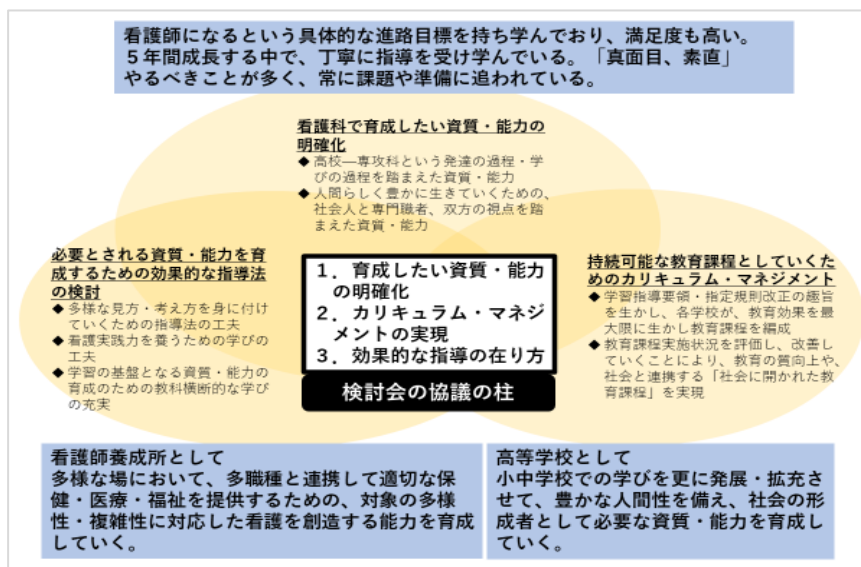 看護師になるという具体的な進路目標を持ち学んでおり、満足度も高い。
５年間成長する中で、丁寧に指導を受け学んでいる。「真面目、素直」
やるべきことが多く、常に課題や準備に追われている。
看護科で育成したい資質・能力の
明確化
◆ 高校―専攻科という発達の過程・学
びの過程を踏まえた資質・能力
◆ 人間らしく豊かに生きていくための、
社会人と専門職者、双方の視点を踏
まえた資質・能力
必要とされる資質・能力を育
成するための効果的な指導法
の検討
◆ 多様な見方・考え方を身に付け
ていくための指導法の工夫
◆ 看護実践力を養うための学びの
工夫
◆ 学習の基盤となる資質・能力の
育成のための教科横断的な学び
の充実
１．育成したい資質・能力
の明確化
２．カリキュラム・マネジ
メントの実現
３．効果的な指導の在り方
検討会の協議の柱
持続可能な教育課程としていくた
めのカリキュラム・マネジメント
◆ 学習指導要領・指定規則改正の趣旨
を生かし、各学校が、教育効果を最
大限に生かし教育課程を編成
◆ 教育課程実施状況を評価し、改善し
ていくことにより、教育の質向上や、
社会と連携する「社会に開かれた教
育課程」を実現
看護師養成所として
多様な場において、多職種と連携して適切な保
健・医療・福祉を提供するための、対象の多様
性・複雑性に対応した看護を創造する能力を育成
していく。
高等学校として
小中学校での学びを更に発展・拡充さ
せて、豊かな人間性を備え、社会の形
成者として必要な資質・能力を育成し
ていく。